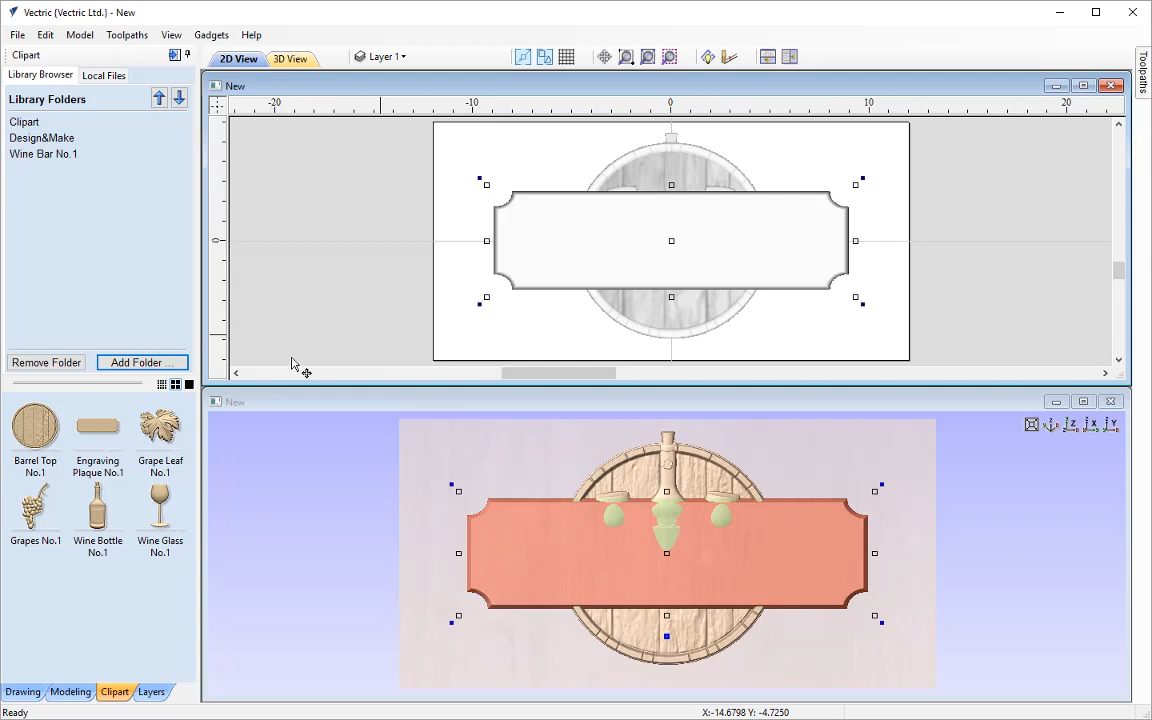 Vectric {Vectric Ltd.} - New
File Edit Model Toolpaths View Gadgets Help
Clipart
2D View 3D View Layer 1
Library Browser Local Files
Toolpaths
New
Library Folders
-20 -10 0 10 20
Clipart
Design&Make
Wine Bar No.1
0
Remove Folder Add Folder ...
New
Z X Y
Barrel Top No.1
Engraving Plaque No.1
Grape Leaf No.1
Grapes No.1
Wine Bottle No.1
Wine Glass No.1
Drawing Modeling Clipart Layers
Ready X:-14.6798 Y: -4.7250